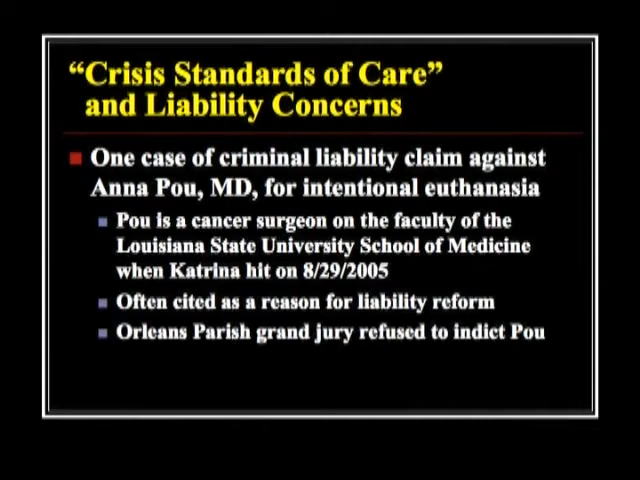 “Crisis Standards of Care”
and Liability Concerns
One case of criminal liability claim against
Anna Pou, MD, for intentional euthanasia
Pou is a cancer surgeon on the faculty of the
Louisiana State University School of Medicine
when Katrina hit on 8/29/2005
Often cited as a reason for liability reform
Orleans Parish grand jury refused to indict Pou